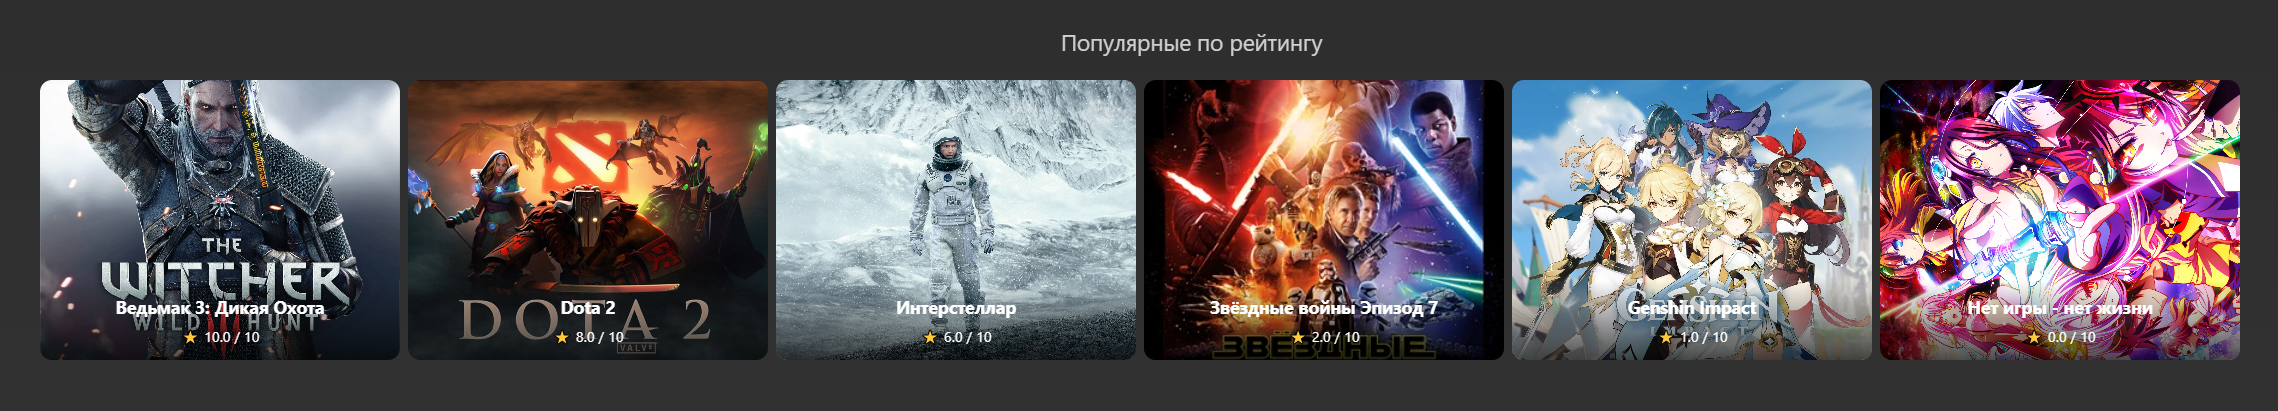 Популярные по рейтингу
THE
WITCHER
WILD HUNT
Ведьмак 3: Дикая Охота
★ 10.0 / 10
DOTA 2
VALVE
Dota 2
★ 8.0 / 10
Интерстеллар
★ 6.0 / 10
Звёздные войны Эпизод 7
★ 2.0 / 10
ЗВЁЗДНЫЕ
Genshin Impact
★ 1.0 / 10
Нет игры - нет жизни
★ 0.0 / 10